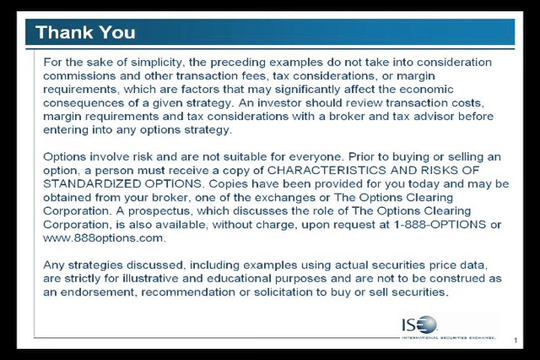 Thank You
For the sake of simplicity, the preceding examples do not take into consideration
commissions and other transaction fees, tax considerations, or margin
requirements, which are factors that may significantly affect the economic
consequences of a given strategy. An investor should review transaction costs,
margin requirements and tax considerations with a broker and tax advisor before
entering into any options strategy.
Options involve risk and are not suitable for everyone. Prior to buying or selling an
option, a person must receive a copy of CHARACTERISTICS AND RISKS OF
STANDARDIZED OPTIONS. Copies have been provided for you today and may be
obtained from your broker, one of the exchanges or The Options Clearing
Corporation. A prospectus, which discusses the role of The Options Clearing
Corporation, is also available, without charge, upon request at 1-888-OPTIONS or
www.888options.com.
Any strategies discussed, including examples using actual securities price data,
are strictly for illustrative and educational purposes and are not to be construed as
an endorsement, recommendation or solicitation to buy or sell securities.
ISE
INTERNATIONAL SECURITIES EXCHANGE.
1